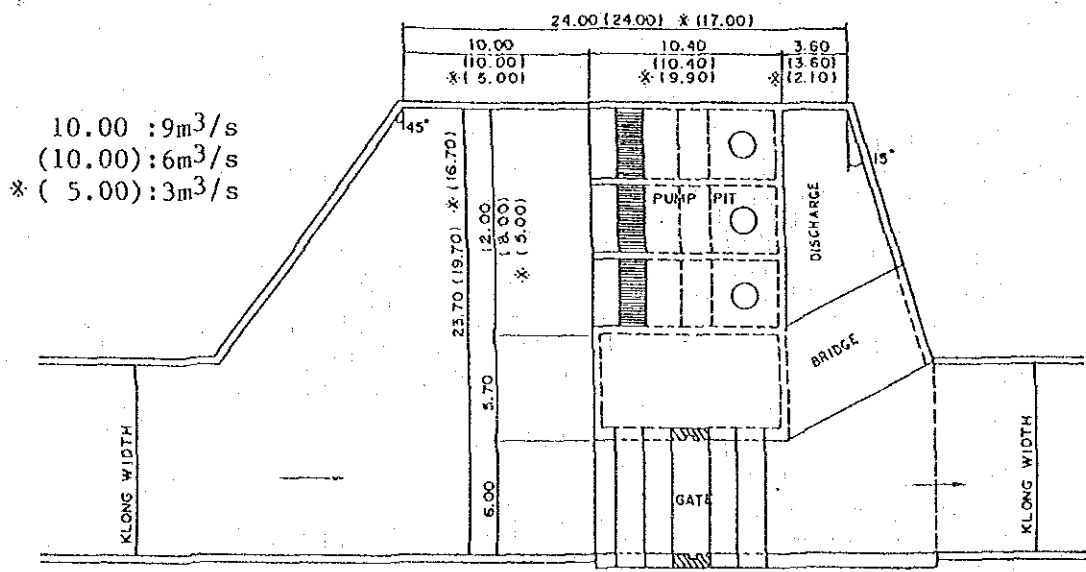 24.00 (24.00) ※ (17.00)
10.00
(10.00)
※ ( 5.00)
10.40
(10.40)
※ (9.90)
3.60
(3.60)
※ (2.10)
10.00 :9m³/s
(10.00):6m³/s
※ ( 5.00):3m³/s
45°
15°
23.70 (19.70) ※ (16.70)
12.00
(8.00)
※ (5.00)
5.70
6.00
PUMP PIT
DISCHARGE
BRIDGE
GATE
KLONG WIDTH
KLONG WIDTH